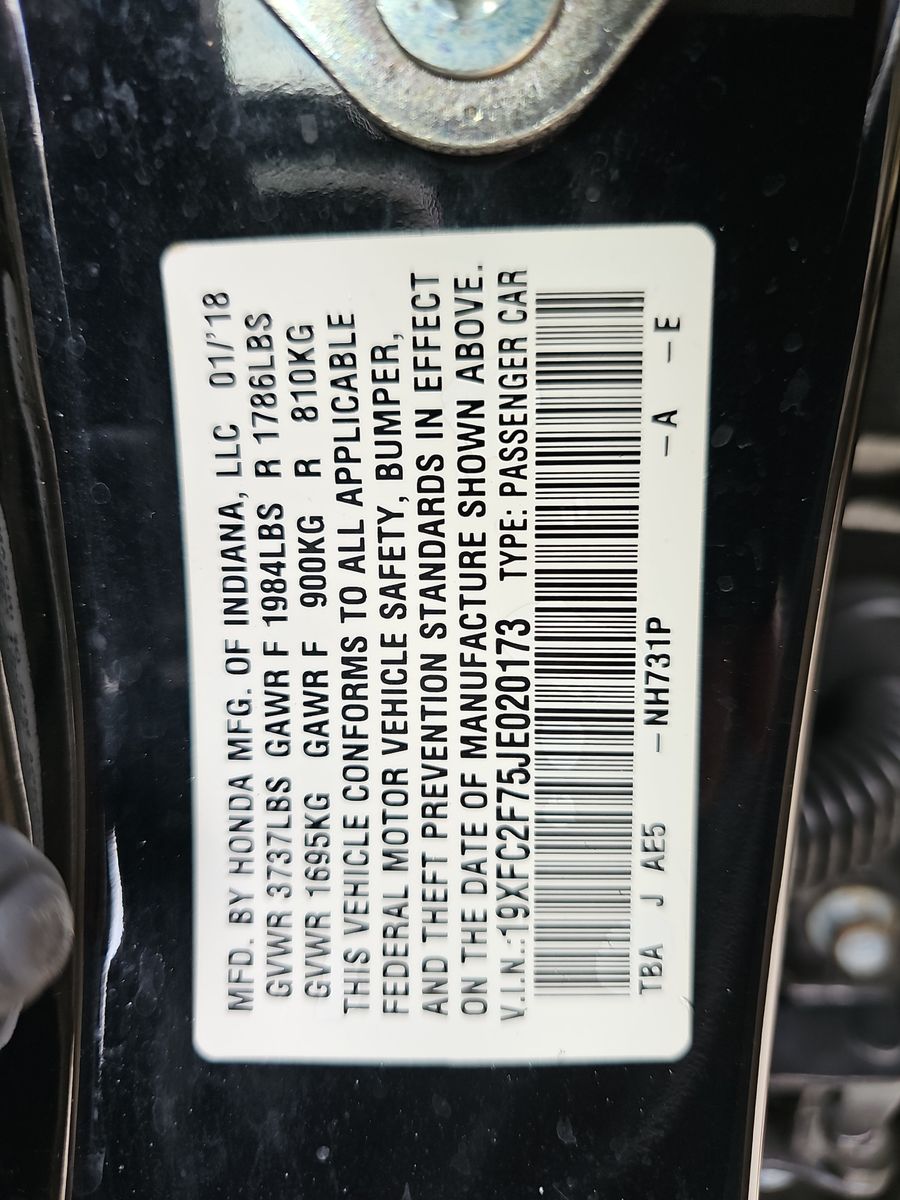 MFD. BY HONDA MFG. OF INDIANA, LLC 01/'18
GVWR 3737LBS GAWR F 1984LBS R 1786LBS
GVWR 1695KG GAWR F 900KG R 810KG
THIS VEHICLE CONFORMS TO ALL APPLICABLE
FEDERAL MOTOR VEHICLE SAFETY, BUMPER,
AND THEFT PREVENTION STANDARDS IN EFFECT
ON THE DATE OF MANUFACTURE SHOWN ABOVE.
V.I.N.:19XFC2F75JE020173 TYPE: PASSENGER CAR
TBA J AE5 -NH731P -A -E